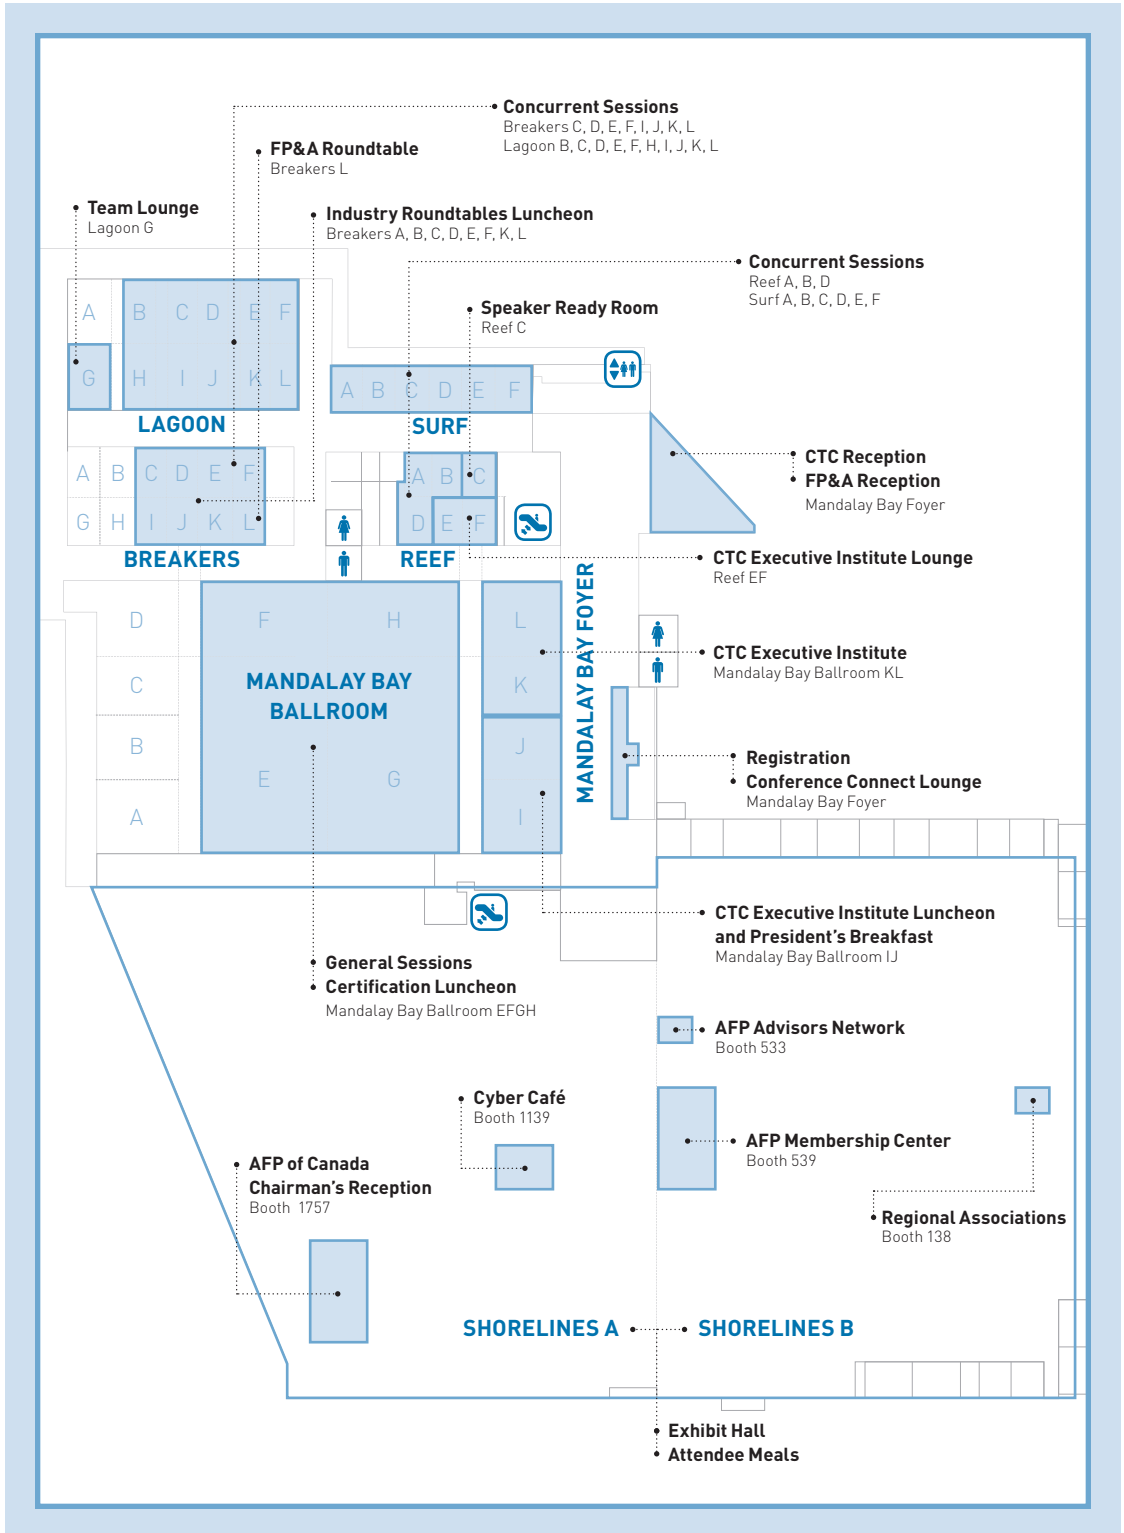 Concurrent Sessions
Breakers C, D, E, F, I, J, K, L
Lagoon B, C, D, E, F, H, I, J, K, L
FP&A Roundtable
Breakers L
Team Lounge
Lagoon G
Industry Roundtables Luncheon
Breakers A, B, C, D, E, F, K, L
Concurrent Sessions
Reef A, B, D
Surf A, B, C, D, E, F
Speaker Ready Room
Reef C
A B C D E F
G H I J K L
LAGOON
A B C D E F
SURF
A B C D E F
G H I J K L
BREAKERS
A B C
D E F
REEF
CTC Reception
FP&A Reception
Mandalay Bay Foyer
CTC Executive Institute Lounge
Reef EF
MANDALAY BAY FOYER
D F H L
C K
B J
A E G I
MANDALAY BAY
BALLROOM
CTC Executive Institute
Mandalay Bay Ballroom KL
Registration
Conference Connect Lounge
Mandalay Bay Foyer
CTC Executive Institute Luncheon
and President’s Breakfast
Mandalay Bay Ballroom IJ
General Sessions
Certification Luncheon
Mandalay Bay Ballroom EFGH
AFP Advisors Network
Booth 533
Cyber Café
Booth 1139
AFP Membership Center
Booth 539
AFP of Canada
Chairman’s Reception
Booth 1757
Regional Associations
Booth 138
SHORELINES A
SHORELINES B
Exhibit Hall
Attendee Meals